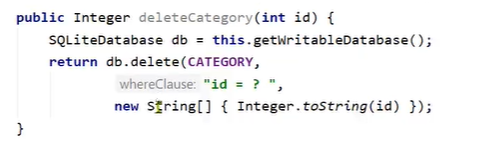 public Integer deleteCategory(int id) {
SQLiteDatabase db = this.getWritableDatabase();
return db.delete(CATEGORY,
whereClause: "id = ? ",
new String[] { Integer.toString(id) });
}